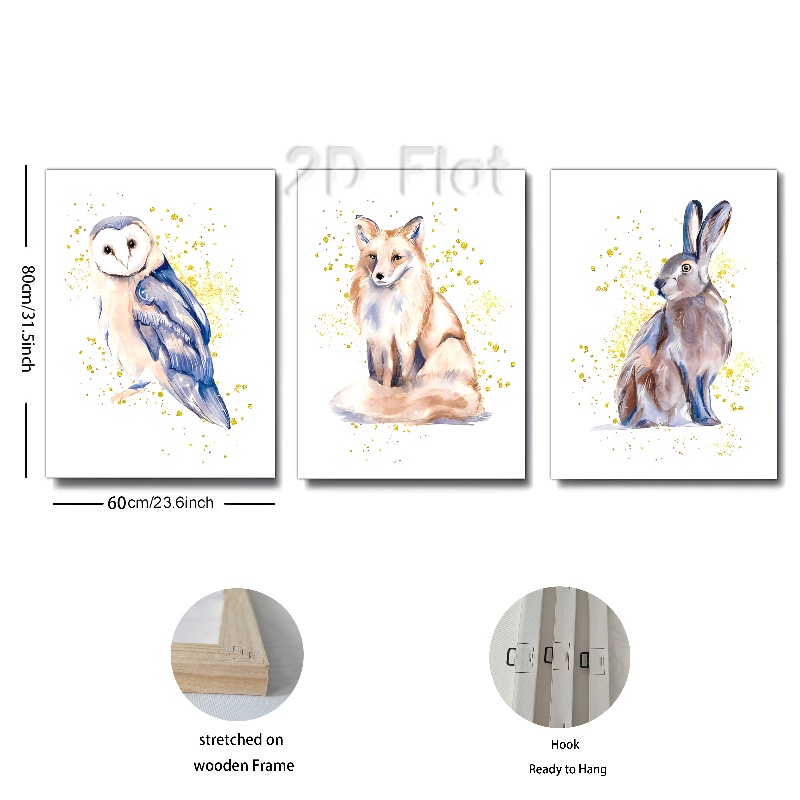 2D Flat
80cm/31.5inch
60cm/23.6inch
stretched on
wooden Frame
Hook
Ready to Hang